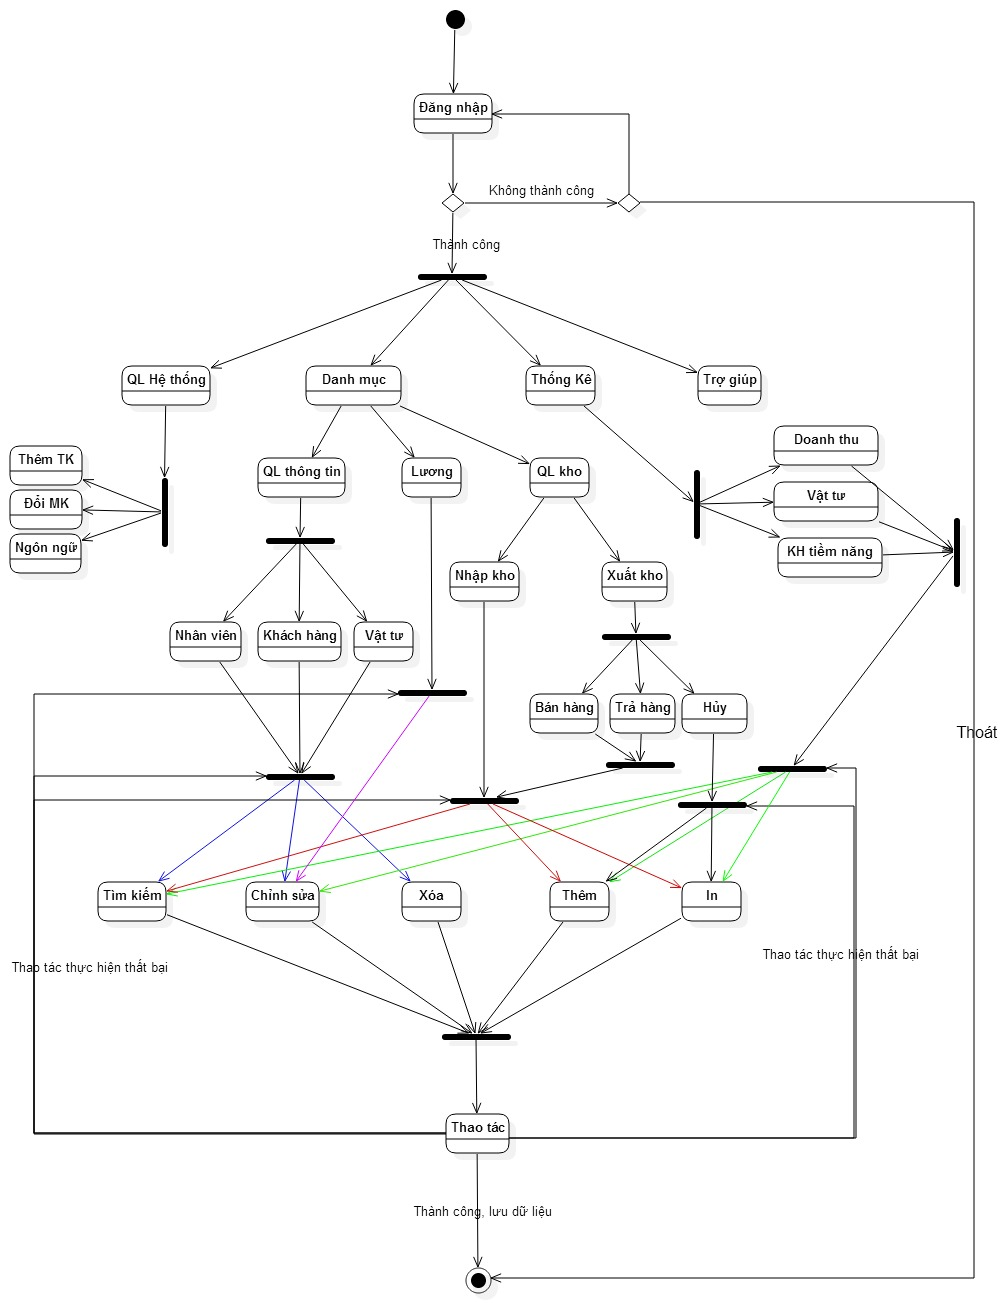 Đăng nhập
Không thành công
Thành công
QL Hệ thống
Danh mục
Thống Kê
Trợ giúp
Thêm TK
Đổi MK
Ngôn ngữ
QL thông tin
Lương
QL kho
Doanh thu
Vật tư
KH tiềm năng
Nhập kho
Xuất kho
Nhân viên
Khách hàng
Vật tư
Bán hàng
Trả hàng
Hủy
Thoát
Tìm kiếm
Chỉnh sửa
Xóa
Thêm
In
Thao tác thực hiện thất bại
Thao tác thực hiện thất bại
Thao tác
Thành công, lưu dữ liệu